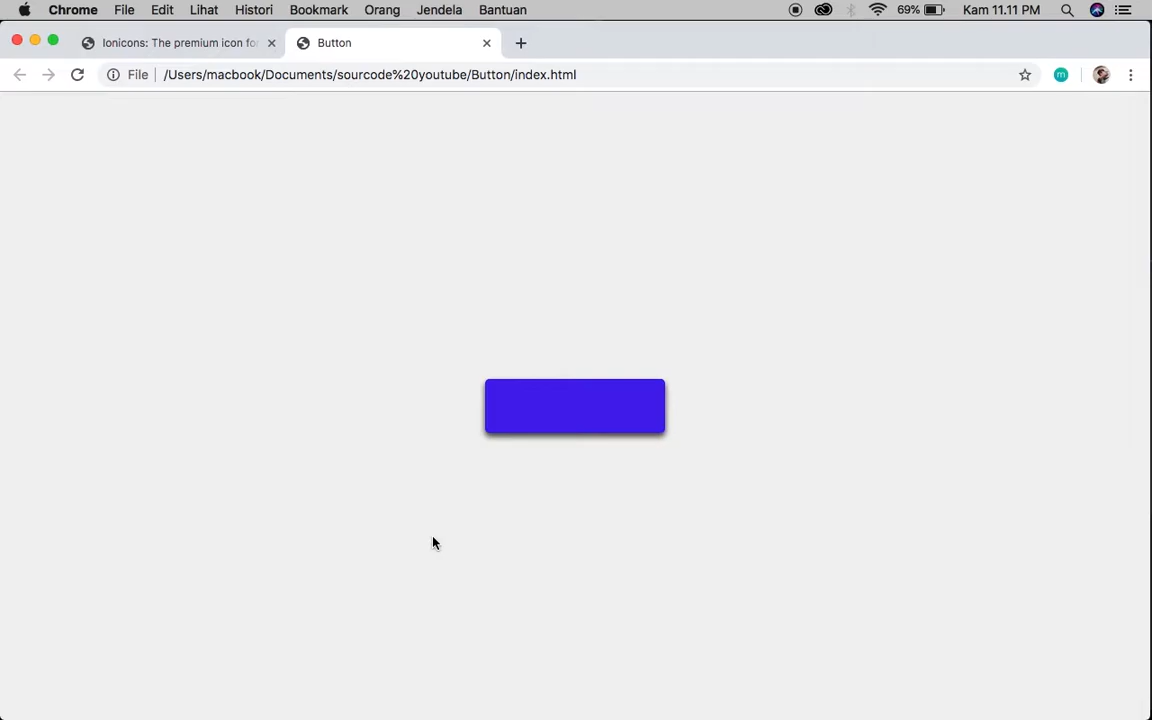 Chrome File Edit Lihat Histori Bookmark Orang Jendela Bantuan 69% Kam 11.11 PM
Ionicons: The premium icon fo Button
File /Users/macbook/Documents/sourcode%20youtube/Button/index.html m